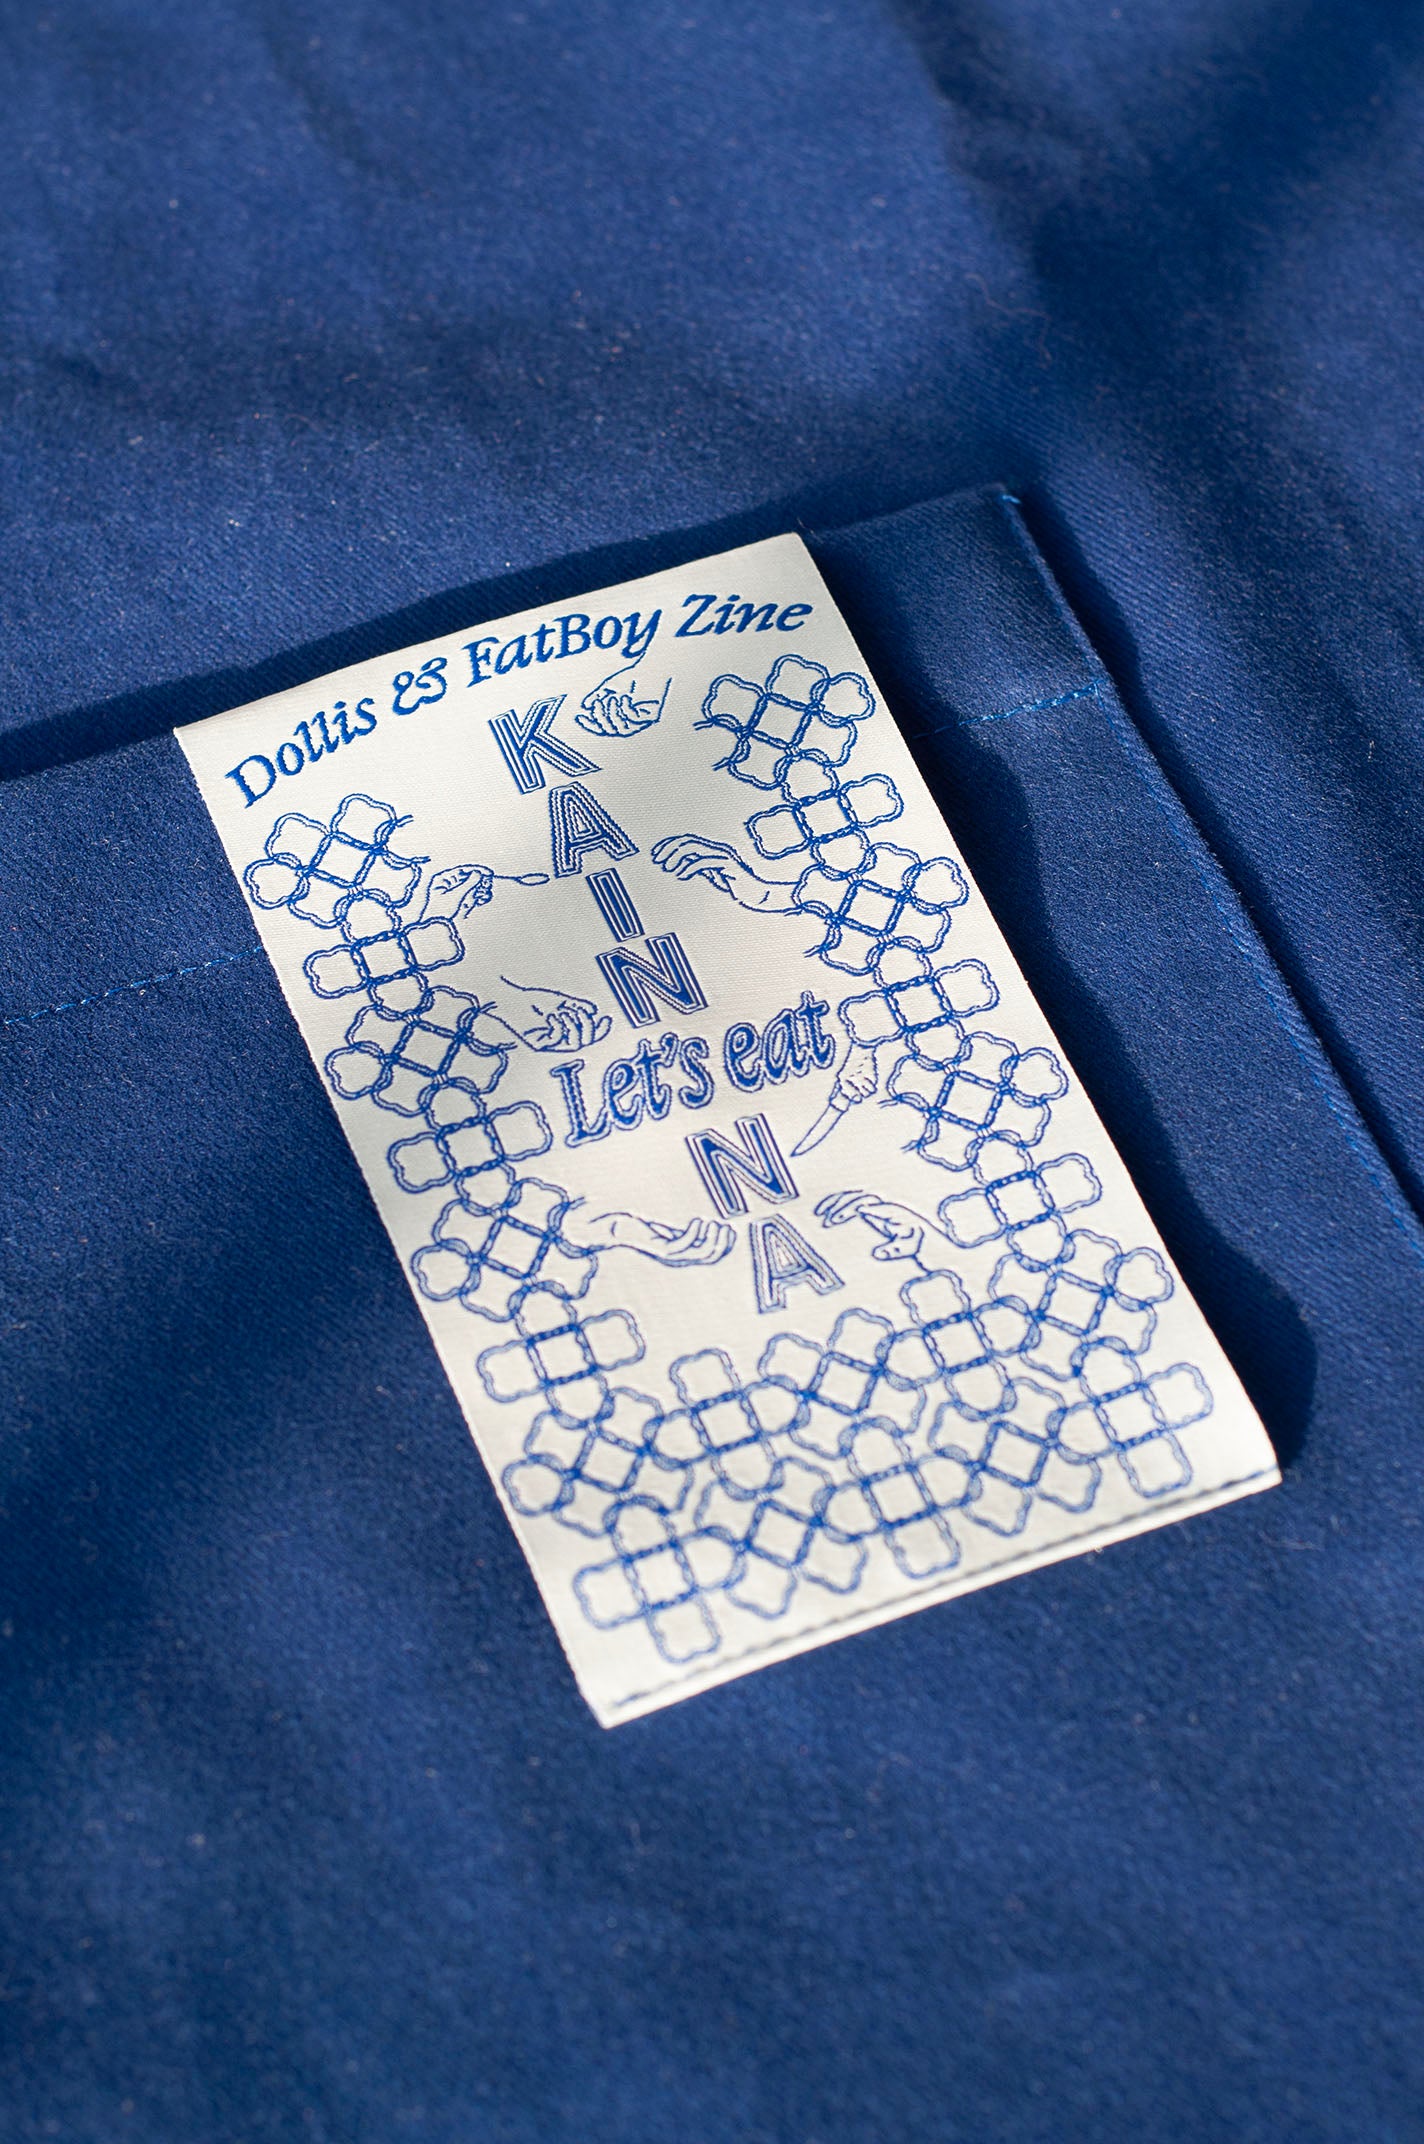 Dollis & FatBoy Zine
KAIN
Let's eat
NA